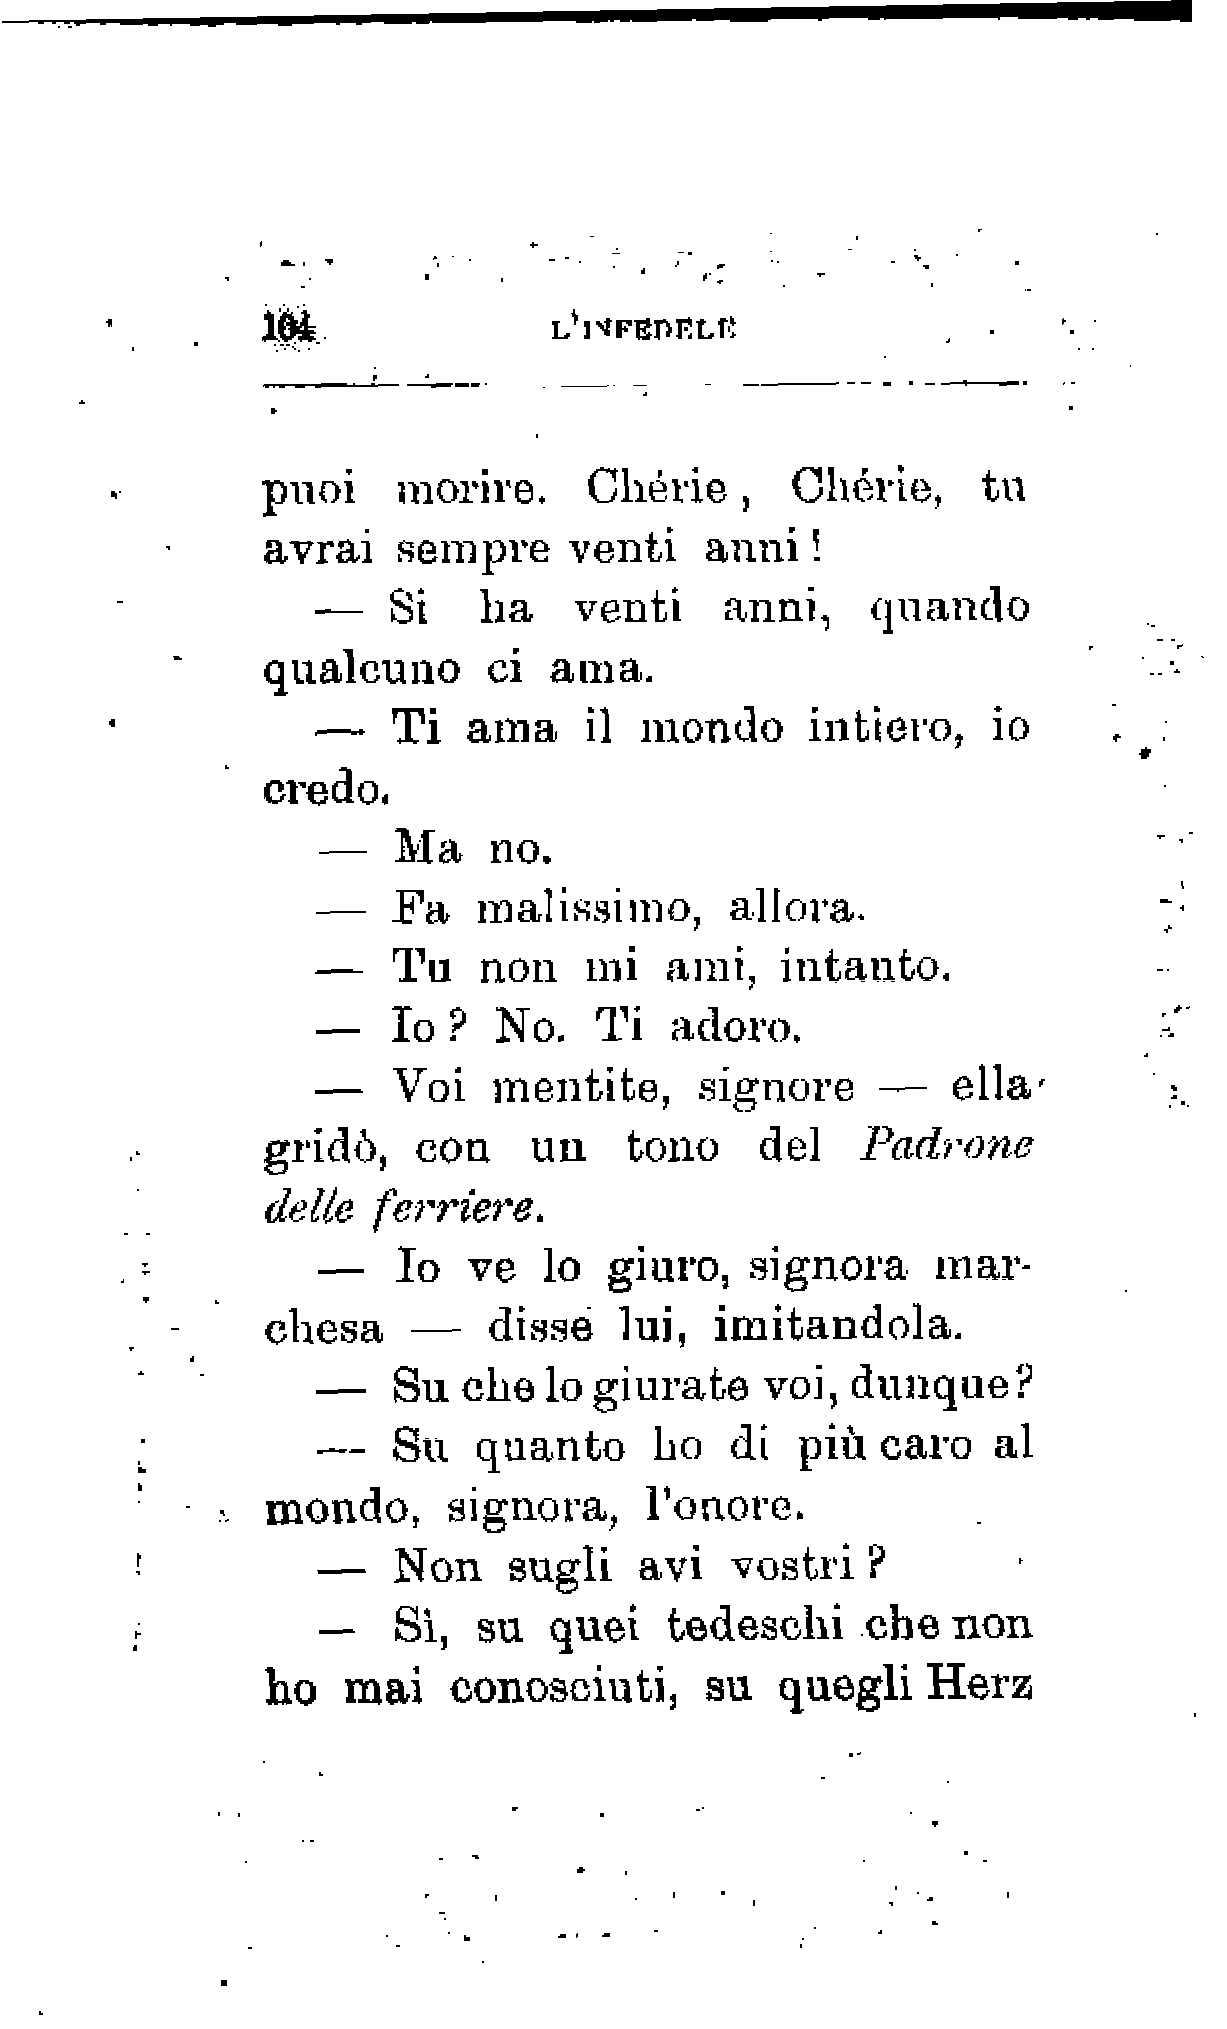 104 L'INFEDELE
puoi morire. Chérie, Chérie, tu
avrai sempre venti anni!
— Si ha venti anni, quando
qualcuno ci ama.
— Ti ama il mondo intiero, io
credo.
— Ma no.
— Fa malissimo, allora.
— Tu non mi ami, intanto.
— Io? No. Ti adoro.
— Voi mentite, signore — ella
gridò, con un tono del Padrone
delle ferriere.
— Io ve lo giuro, signora mar-
chesa — disse lui, imitandola.
— Su che lo giurate voi, dunque?
— Su quanto ho di più caro al
mondo, signora, l'onore.
— Non sugli avi vostri?
— Sì, su quei tedeschi che non
ho mai conosciuti, su quegli Herz